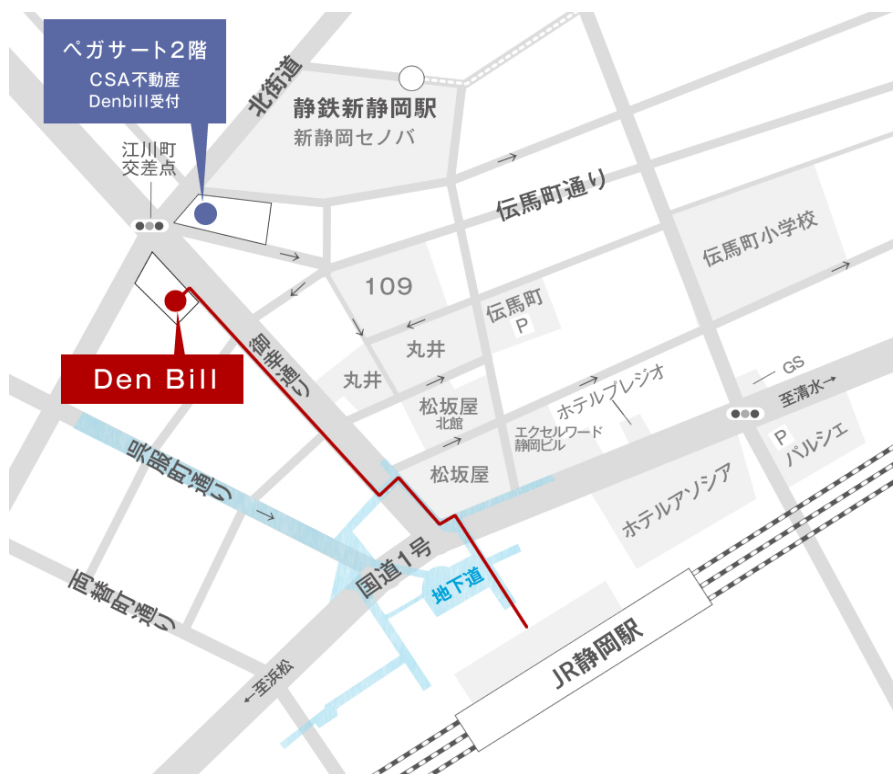 ペガサート2階
CSA不動産
Denbill受付
北街道
静鉄新静岡駅
新静岡セノバ
江川町
交差点
伝馬町通り
伝馬町小学校
109
伝馬町
P
丸井
丸井
御幸通り
Den Bill
松坂屋
北館
ホテルプレジオ
GS
至清水→
エクセルワード
静岡ビル
松坂屋
P
パルシェ
呉服町通り
ホテルアソシア
国道1号
地下道
両替町通り
JR静岡駅
←至浜松